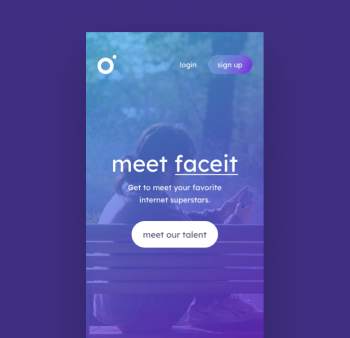 login
sign up
meet faceit
Get to meet your favorite
internet superstars.
meet our talent